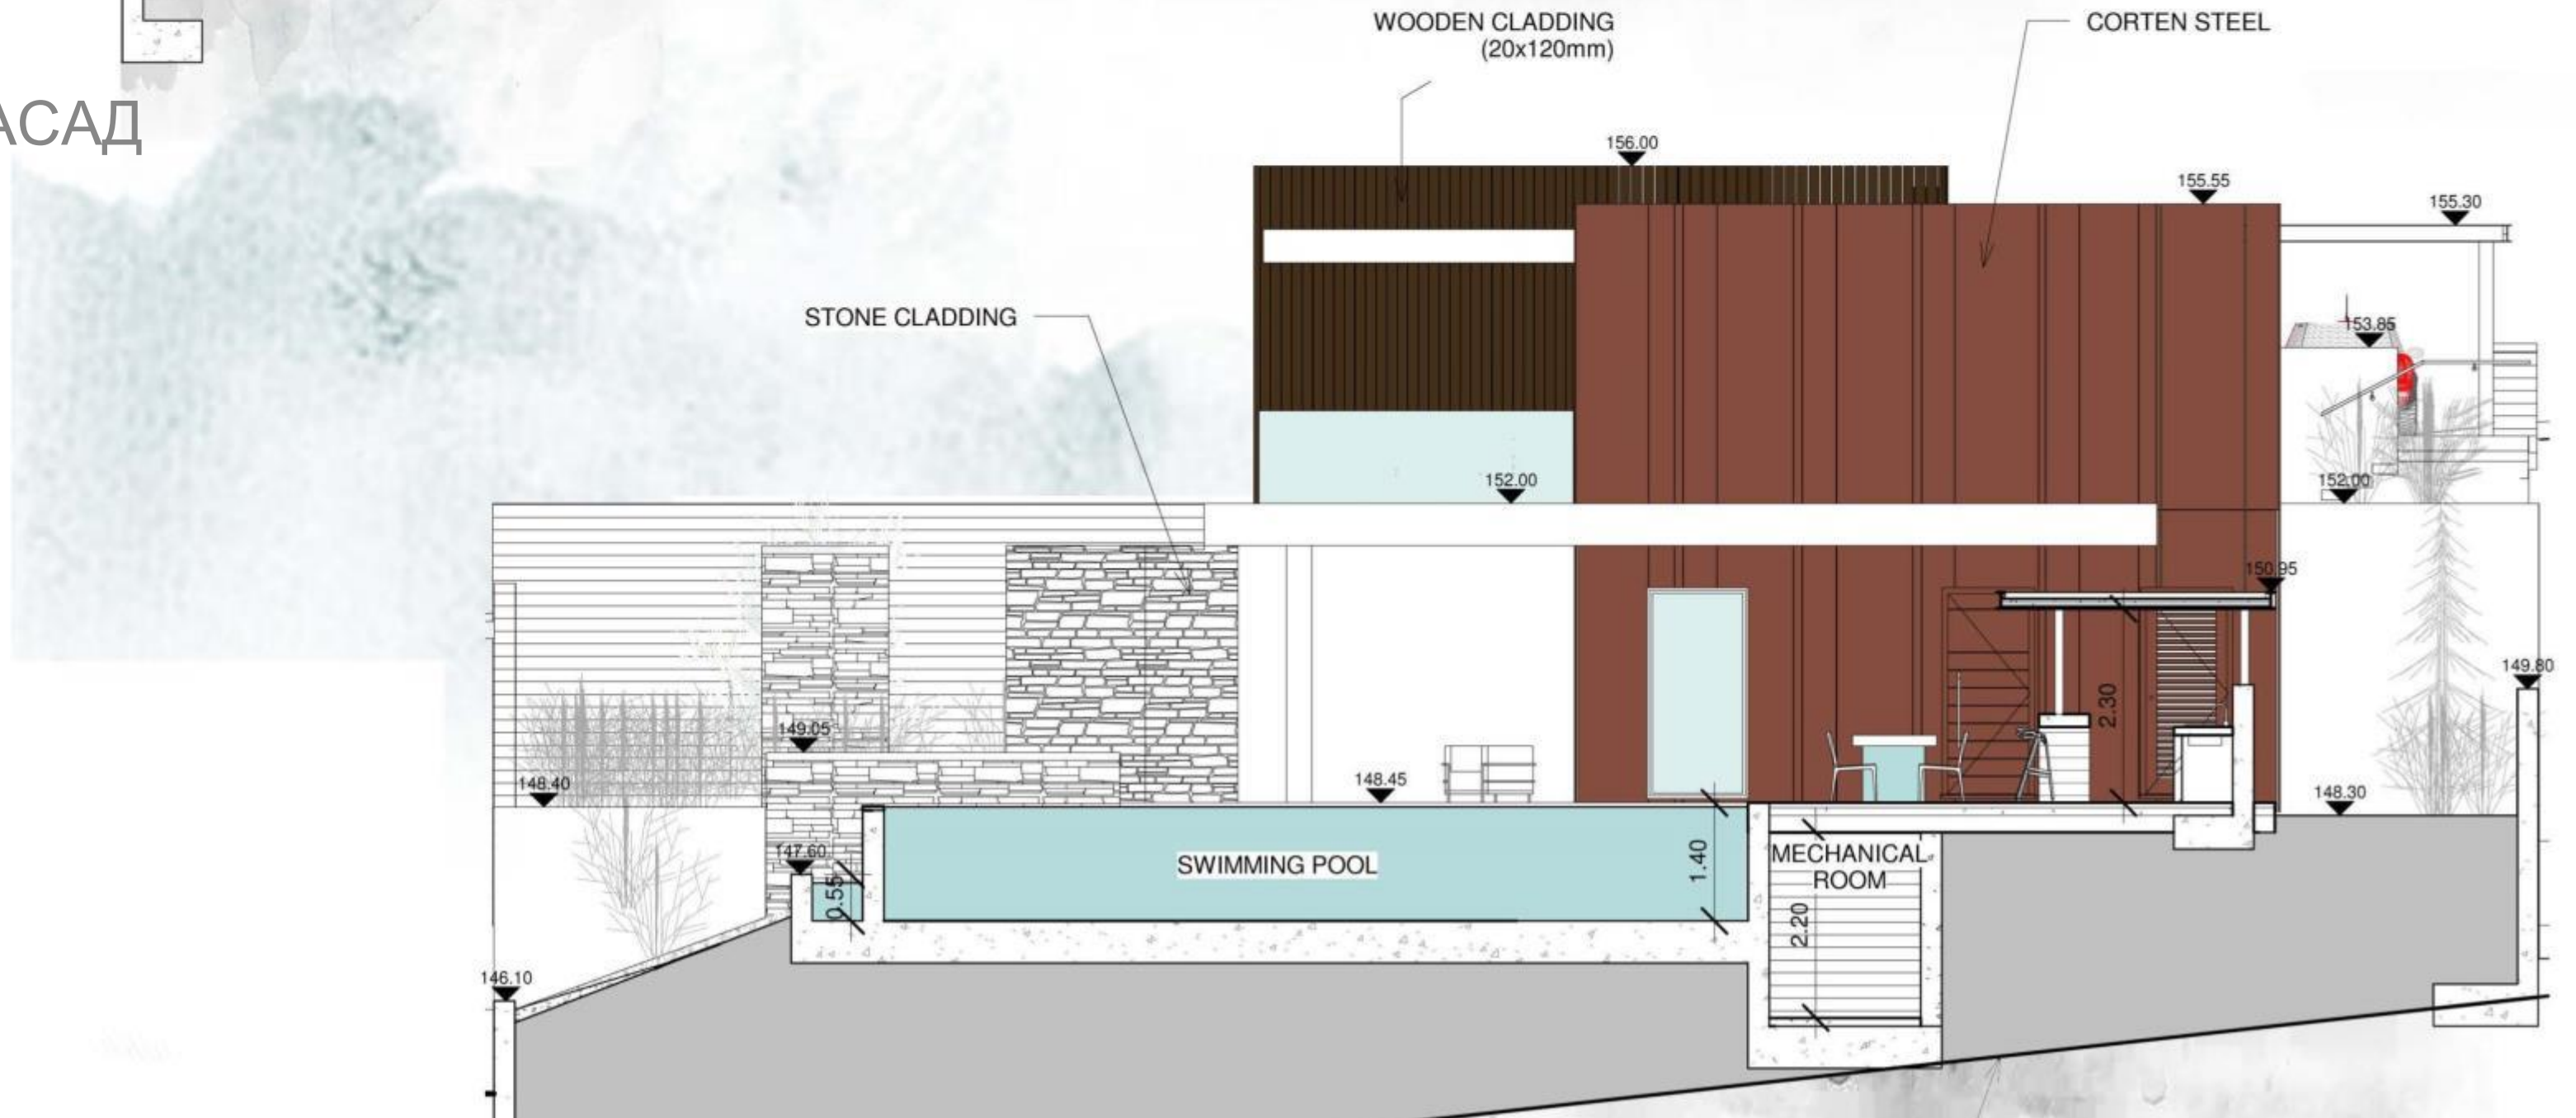 WOODEN CLADDING
(20x120mm)
CORTEN STEEL
АСАД
156.00
155.55
155.30
STONE CLADDING
153.85
152.00
152.00
150.95
149.80
2.30
149.05
148.40
148.45
148.30
147.60
0.55
SWIMMING POOL
1.40
MECHANICAL
ROOM
2.20
146.10